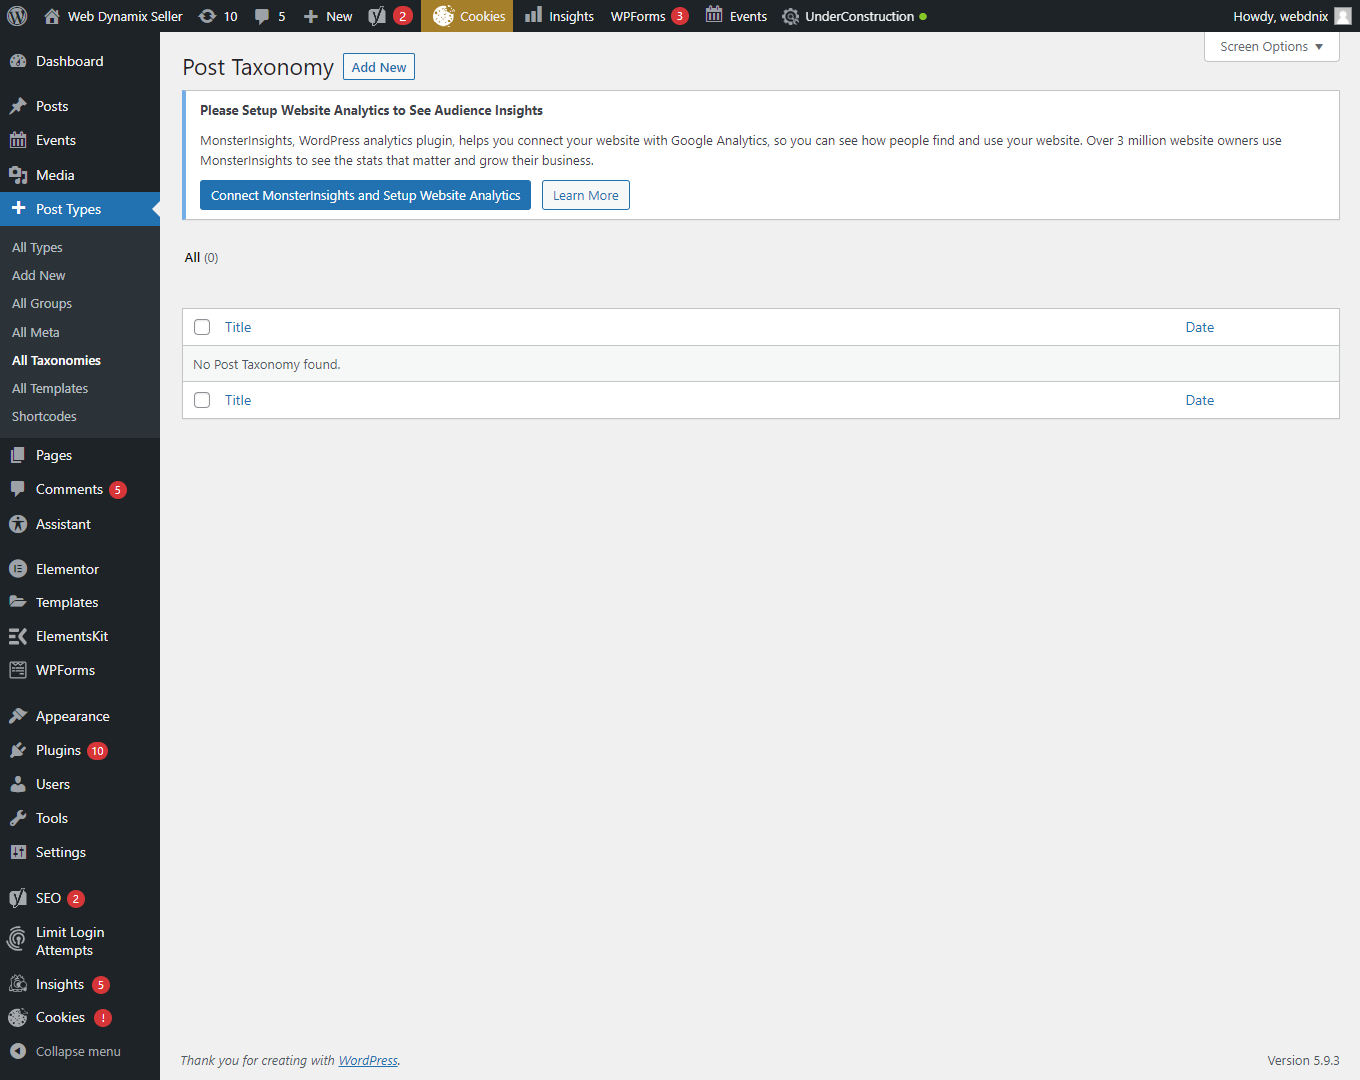 Web Dynamix Seller 10 5 New 2 Cookies Insights WPForms 3 Events UnderConstruction Howdy, webdnix
Screen Options
Dashboard
Posts
Events
Media
Post Types
All Types
Add New
All Groups
All Meta
All Taxonomies
All Templates
Shortcodes
Pages
Comments 5
Assistant
Elementor
Templates
ElementsKit
WPForms
Appearance
Plugins 10
Users
Tools
Settings
SEO 2
Limit Login
Attempts
Insights 5
Cookies !
Collapse menu
Post Taxonomy Add New
Please Setup Website Analytics to See Audience Insights
MonsterInsights, WordPress analytics plugin, helps you connect your website with Google Analytics, so you can see how people find and use your website. Over 3 million website owners use
MonsterInsights to see the stats that matter and grow their business.
Connect MonsterInsights and Setup Website Analytics Learn More
All (0)
Title Date
No Post Taxonomy found.
Title Date
Thank you for creating with WordPress. Version 5.9.3